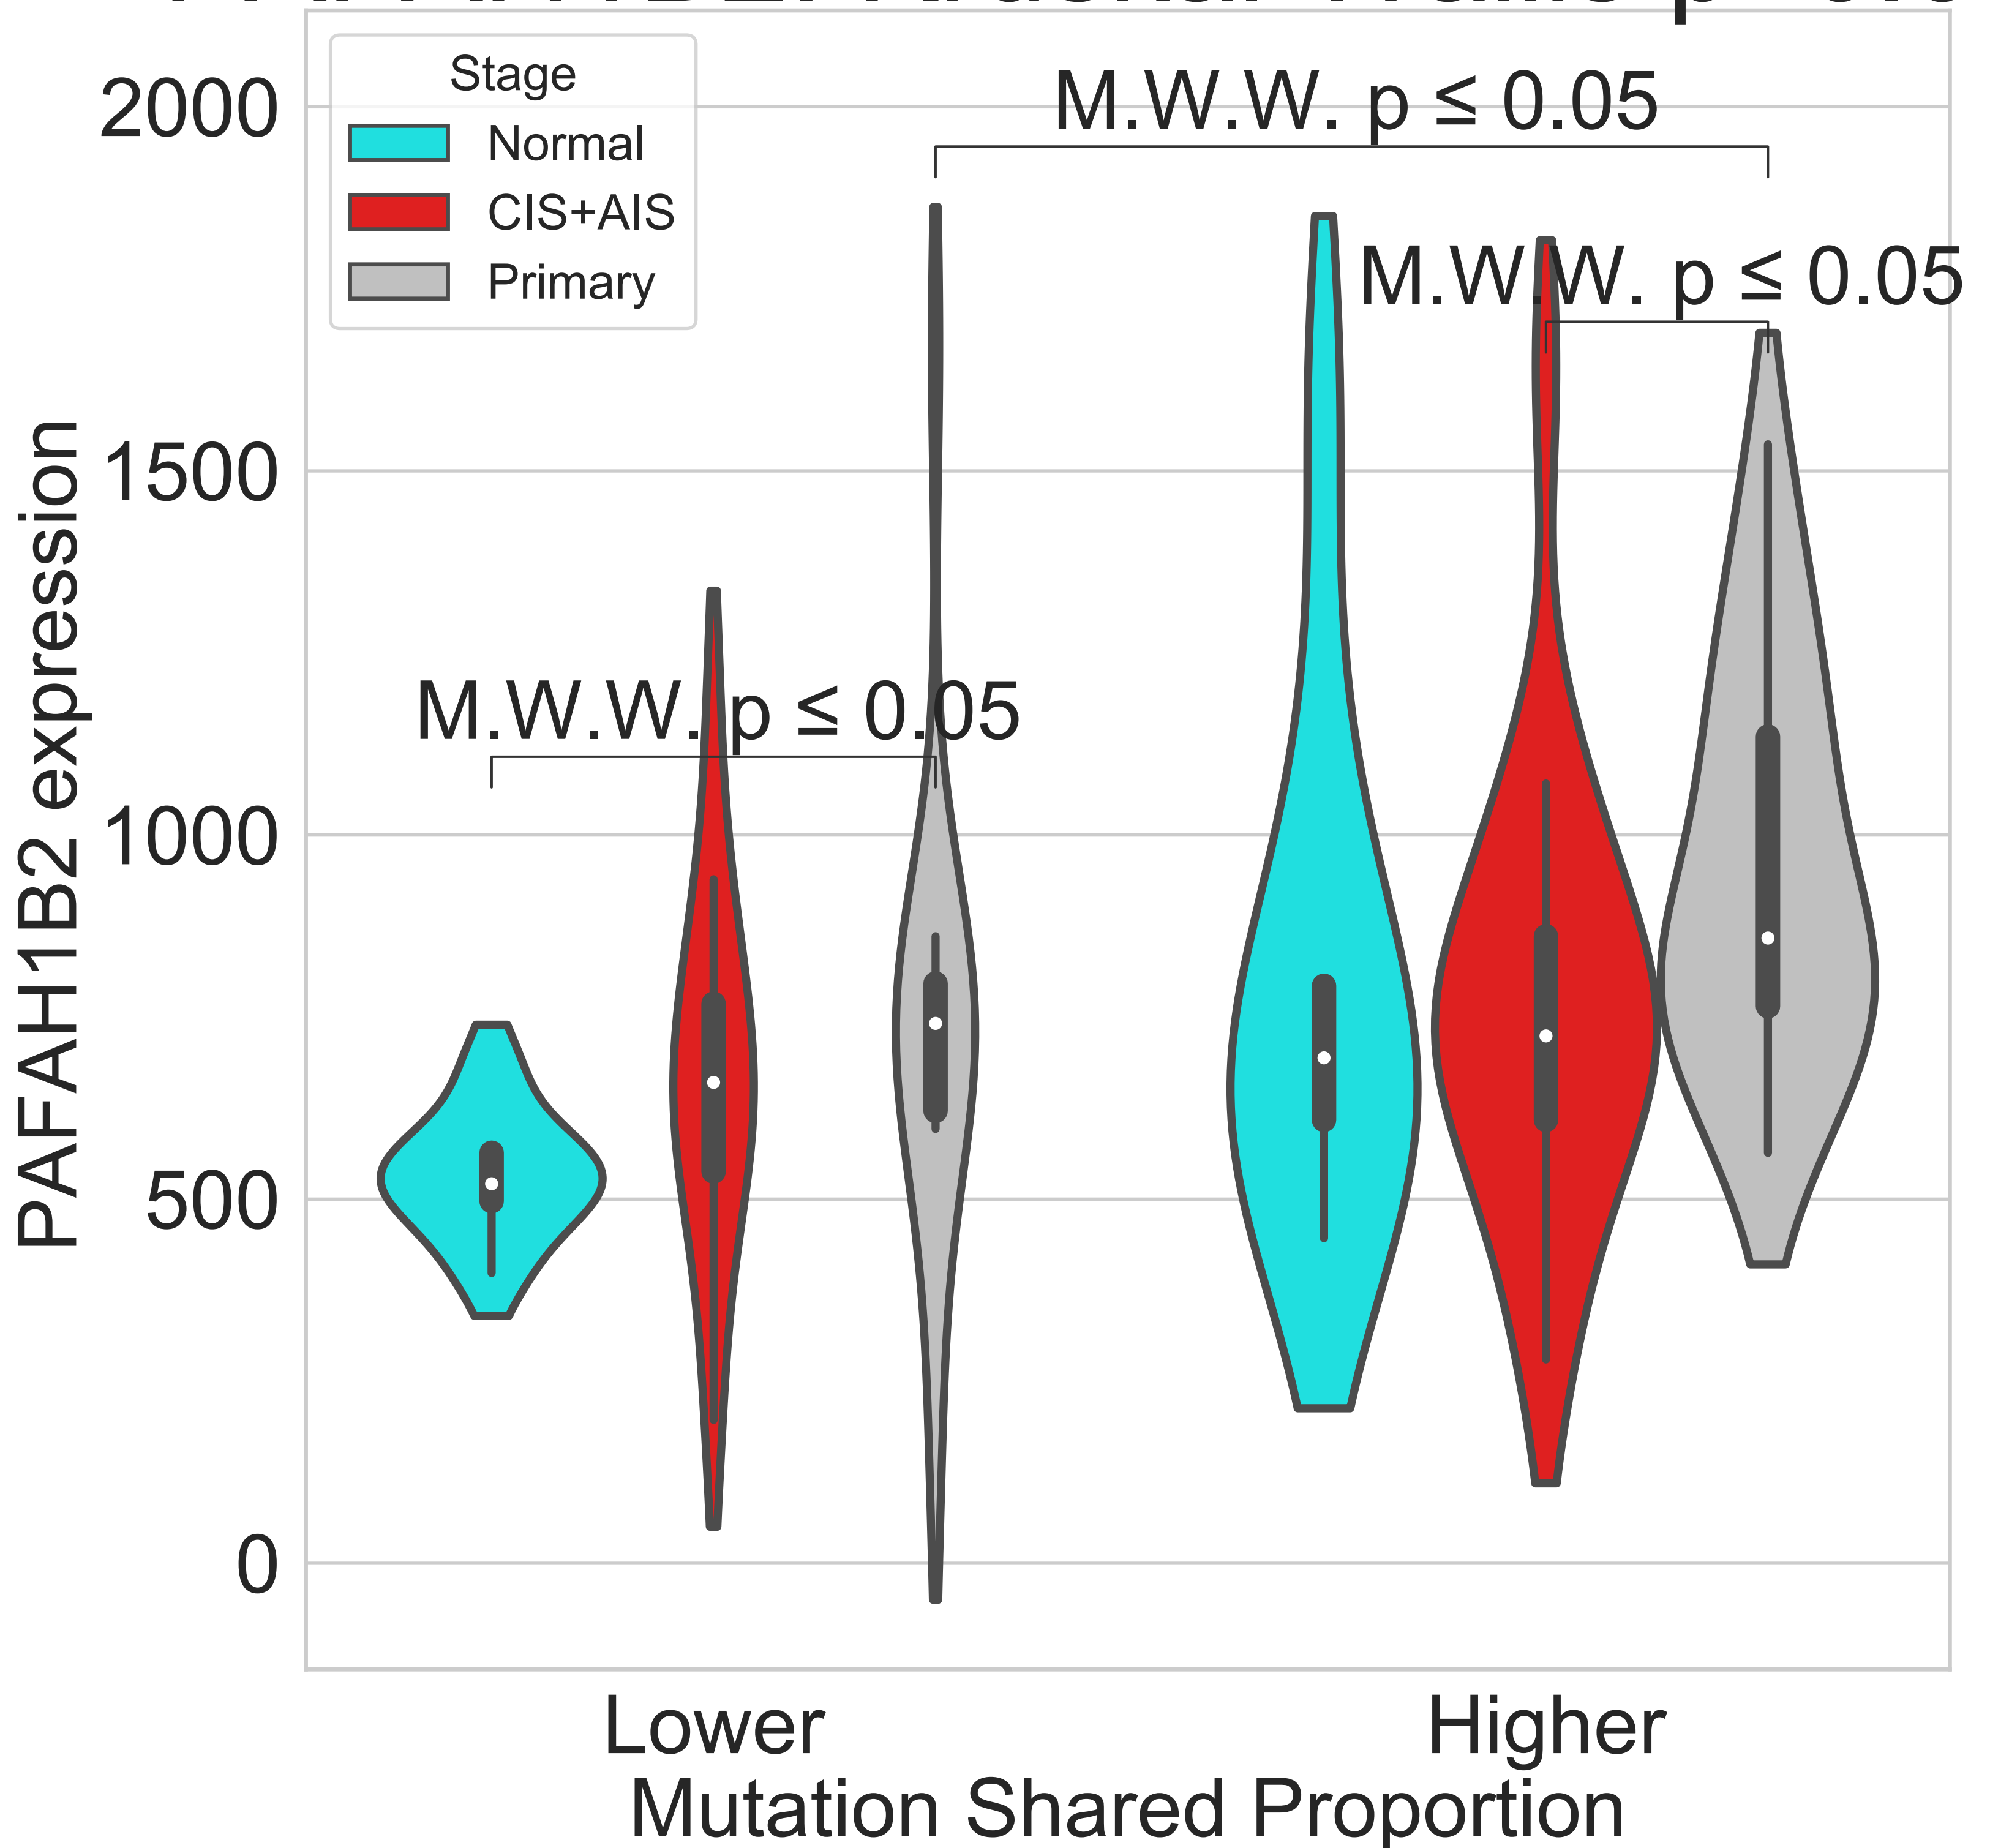 Stage
Normal
CIS+AIS
Primary
M.W.W. p ≤ 0.05
M.W.W. p ≤ 0.05
M.W.W. p ≤ 0.05
2000
1500
1000
500
0
PAFAH1B2 expression
Lower
Higher
Mutation Shared Proportion